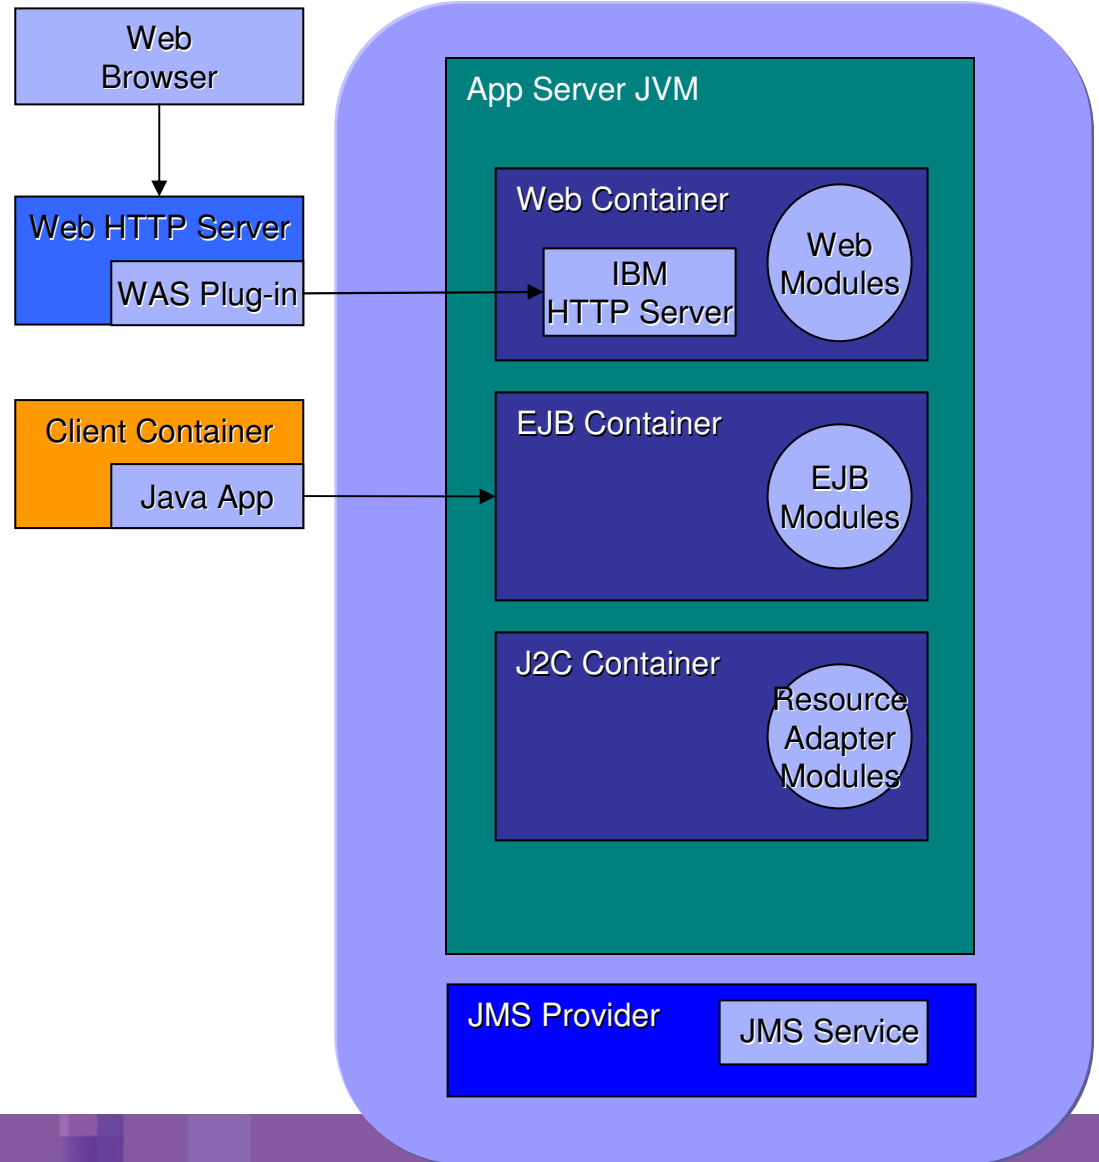 Web
Browser
Web HTTP Server
WAS Plug-in
Client Container
Java App
App Server JVM
Web Container
IBM
HTTP Server
Web
Modules
EJB Container
EJB
Modules
J2C Container
Resource
Adapter
Modules
JMS Provider
JMS Service